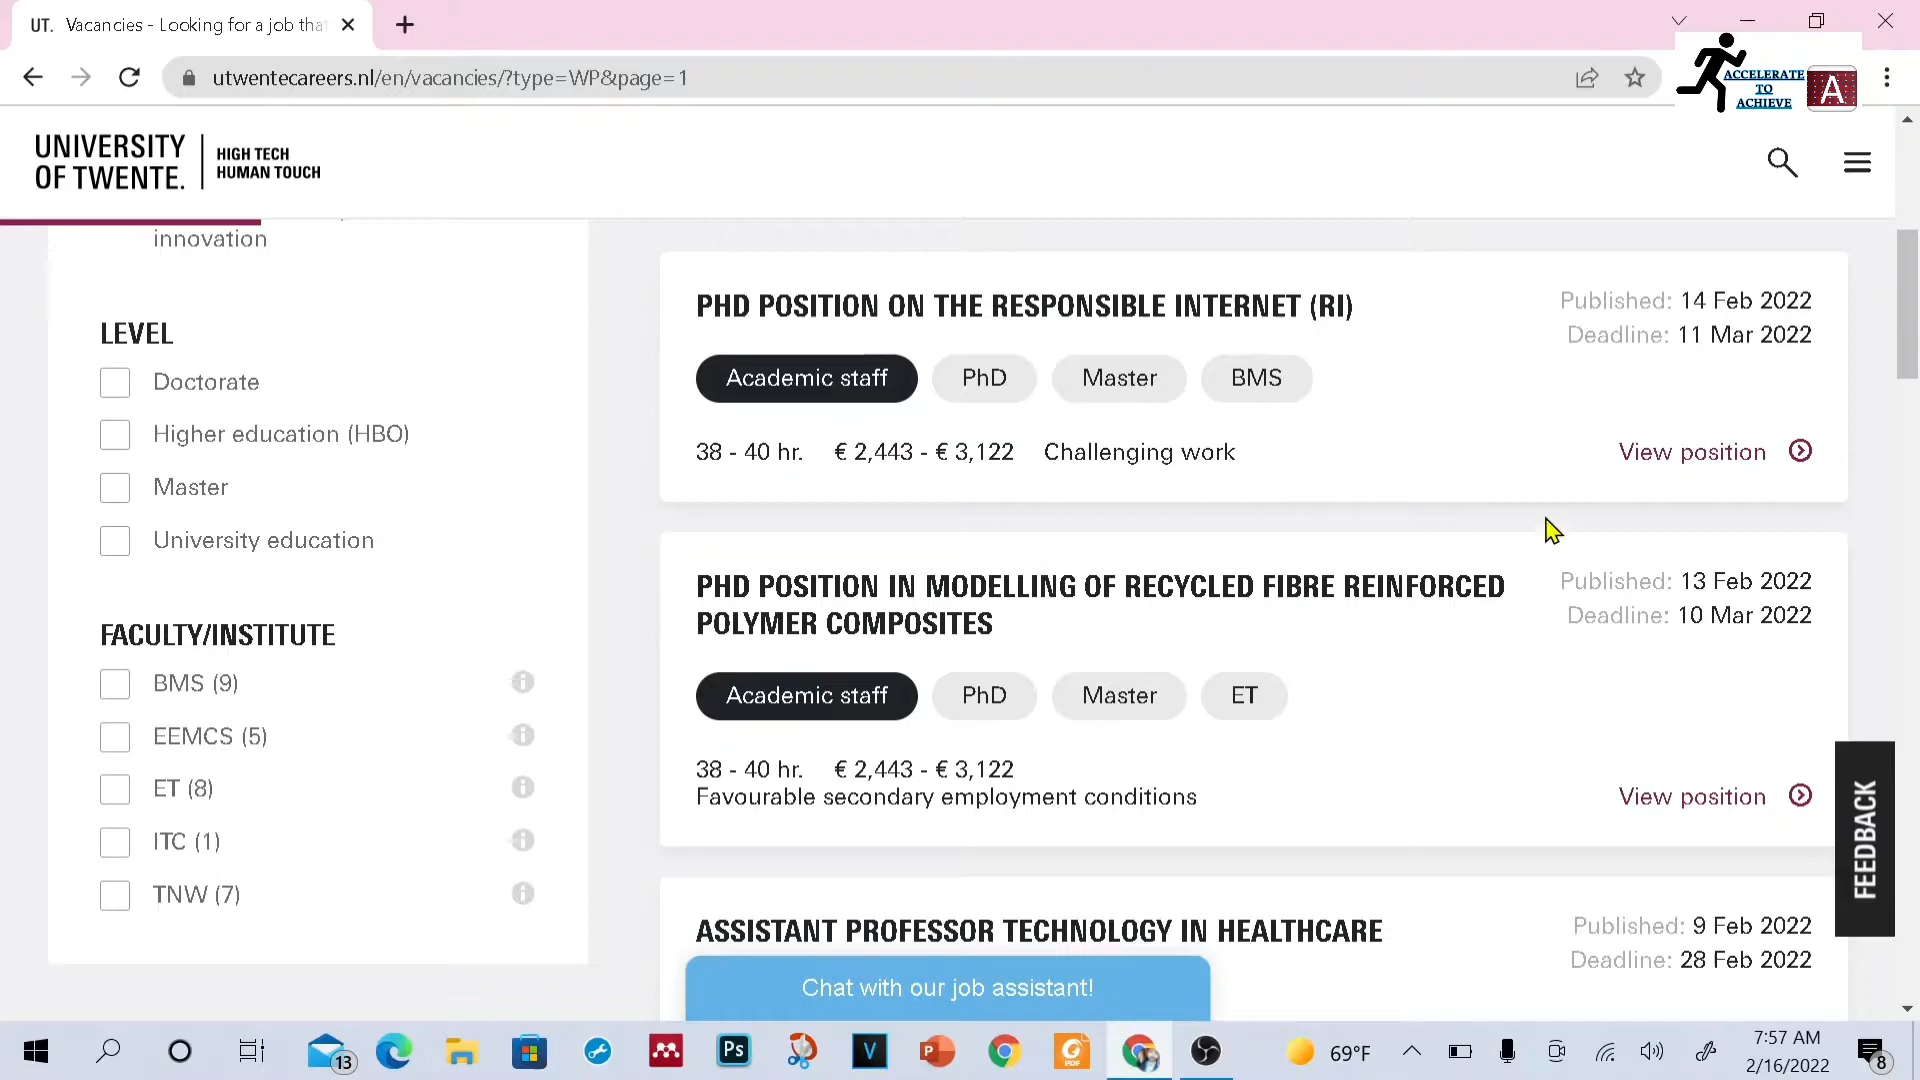 UT. Vacancies - Looking for a job that
utwentecareers.nl/en/vacancies/?type=WP&page=1
ACCELERATE
TO
ACHIEVE
A
UNIVERSITY
OF TWENTE.
HIGH TECH
HUMAN TOUCH
innovation
LEVEL
Doctorate
Higher education (HBO)
Master
University education
FACULTY/INSTITUTE
BMS (9)
EEMCS (5)
ET (8)
ITC (1)
TNW (7)
PHD POSITION ON THE RESPONSIBLE INTERNET (RI)
Published: 14 Feb 2022
Deadline: 11 Mar 2022
Academic staff PhD Master BMS
38 - 40 hr. € 2,443 - € 3,122 Challenging work
View position
PHD POSITION IN MODELLING OF RECYCLED FIBRE REINFORCED
POLYMER COMPOSITES
Published: 13 Feb 2022
Deadline: 10 Mar 2022
Academic staff PhD Master ET
38 - 40 hr. € 2,443 - € 3,122
Favourable secondary employment conditions
View position
ASSISTANT PROFESSOR TECHNOLOGY IN HEALTHCARE
Published: 9 Feb 2022
Deadline: 28 Feb 2022
FEEDBACK
Chat with our job assistant!
13
Ps
V
P
PDF
69°F
7:57 AM
2/16/2022
8